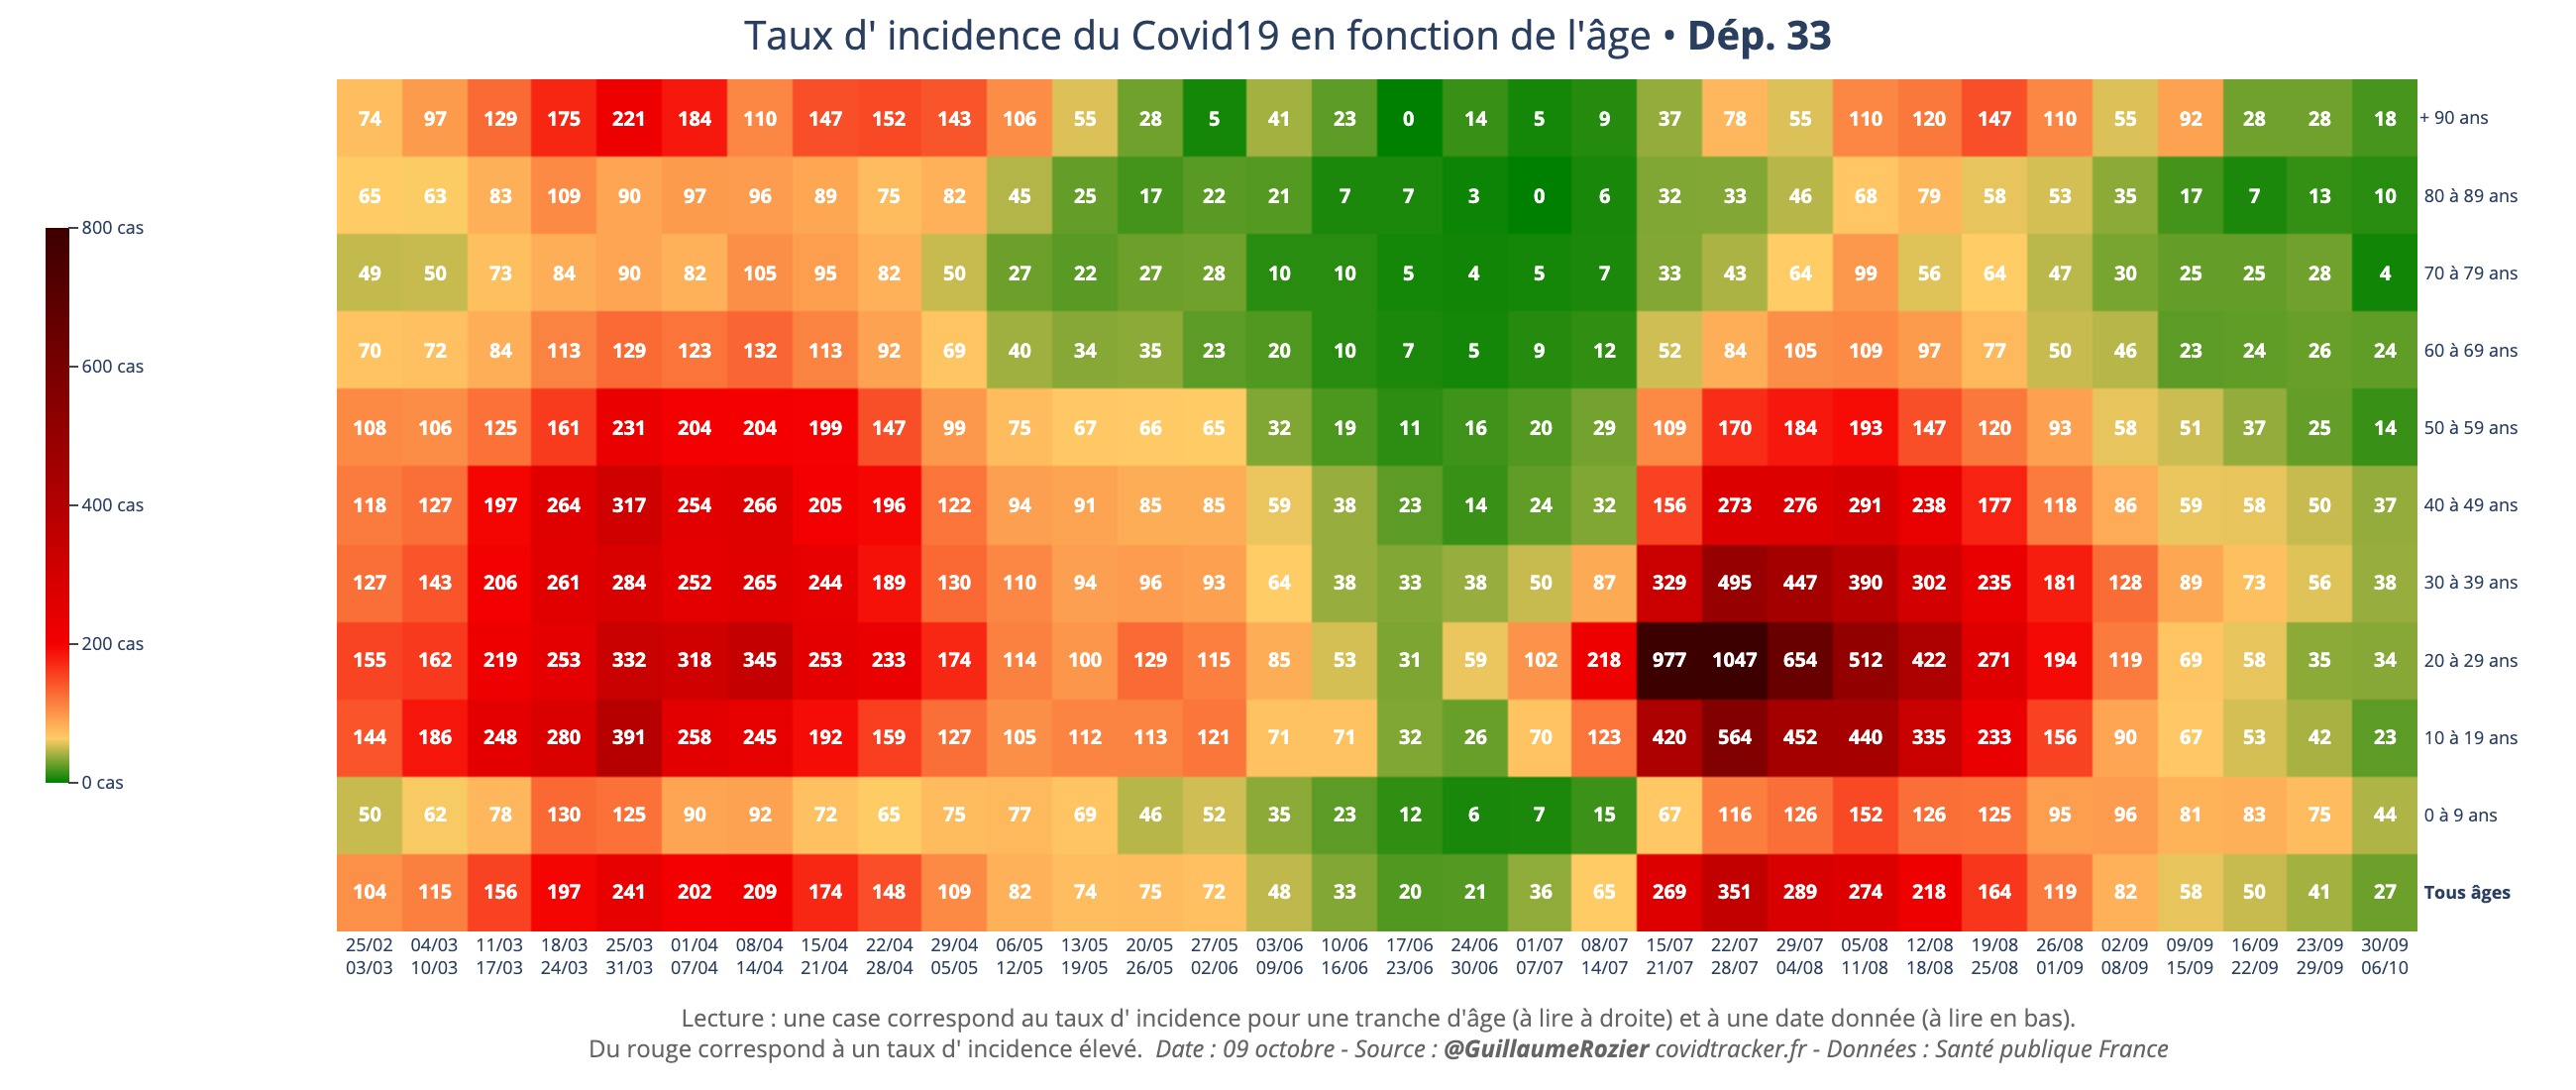 Taux d' incidence du Covid19 en fonction de l'âge • Dép. 33
800 cas
600 cas
400 cas
200 cas
0 cas
74 97 129 175 221 184 110 147 152 143 106 55 28 5 41 23 0 14 5 9 37 78 55 110 120 147 110 55 92 28 28 18 + 90 ans
65 63 83 109 90 97 96 89 75 82 45 25 17 22 21 7 7 3 0 6 32 33 46 68 79 58 53 35 17 7 13 10 80 à 89 ans
49 50 73 84 90 82 105 95 82 50 27 22 27 28 10 10 5 4 5 7 33 43 64 99 56 64 47 30 25 25 28 4 70 à 79 ans
70 72 84 113 129 123 132 113 92 69 40 34 35 23 20 10 7 5 9 12 52 84 105 109 97 77 50 46 23 24 26 24 60 à 69 ans
108 106 125 161 231 204 204 199 147 99 75 67 66 65 32 19 11 16 20 29 109 170 184 193 147 120 93 58 51 37 25 14 50 à 59 ans
118 127 197 264 317 254 266 205 196 122 94 91 85 85 59 38 23 14 24 32 156 273 276 291 238 177 118 86 59 58 50 37 40 à 49 ans
127 143 206 261 284 252 265 244 189 130 110 94 96 93 64 38 33 38 50 87 329 495 447 390 302 235 181 128 89 73 56 38 30 à 39 ans
155 162 219 253 332 318 345 253 233 174 114 100 129 115 85 53 31 59 102 218 977 1047 654 512 422 271 194 119 69 58 35 34 20 à 29 ans
144 186 248 280 391 258 245 192 159 127 105 112 113 121 71 71 32 26 70 123 420 564 452 440 335 233 156 90 67 53 42 23 10 à 19 ans
50 62 78 130 125 90 92 72 65 75 77 69 46 52 35 23 12 6 7 15 67 116 126 152 126 125 95 96 81 83 75 44 0 à 9 ans
104 115 156 197 241 202 209 174 148 109 82 74 75 72 48 33 20 21 36 65 269 351 289 274 218 164 119 82 58 50 41 27 Tous âges
25/02 04/03 11/03 18/03 25/03 01/04 08/04 15/04 22/04 29/04 06/05 13/05 20/05 27/05 03/06 10/06 17/06 24/06 01/07 08/07 15/07 22/07 29/07 05/08 12/08 19/08 26/08 02/09 09/09 16/09 23/09 30/09
03/03 10/03 17/03 24/03 31/03 07/04 14/04 21/04 28/04 05/05 12/05 19/05 26/05 02/06 09/06 16/06 23/06 30/06 07/07 14/07 21/07 28/07 04/08 11/08 18/08 25/08 01/09 08/09 15/09 22/09 29/09 06/10
Lecture : une case correspond au taux d' incidence pour une tranche d'âge (à lire à droite) et à une date donnée (à lire en bas).
Du rouge correspond à un taux d' incidence élevé. Date : 09 octobre - Source : @GuillaumeRozier covidtracker.fr - Données : Santé publique France